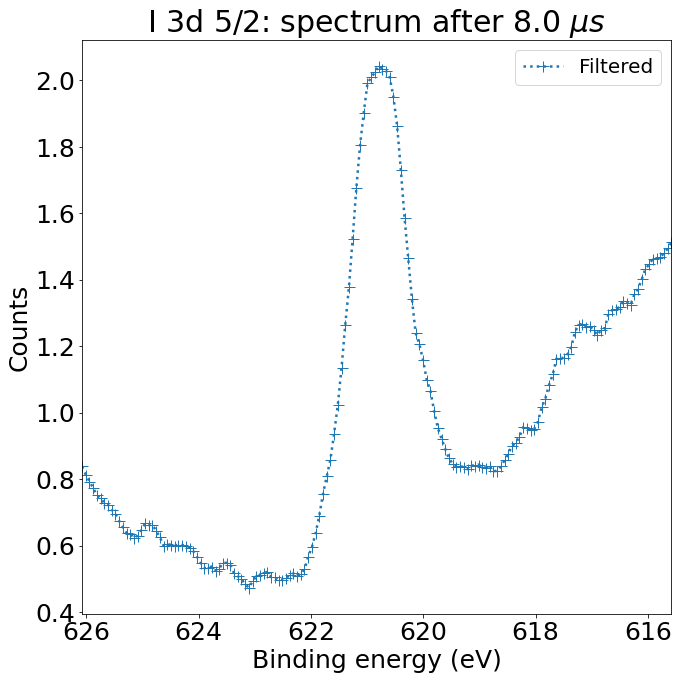 I 3d 5/2: spectrum after 8.0 μs
Filtered
2.0
1.8
1.6
1.4
1.2
1.0
0.8
0.6
0.4
Counts
626 624 622 620 618 616
Binding energy (eV)